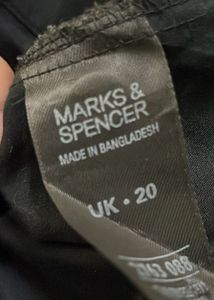 MARKS &
SPENCER
MADE IN BANGLADESH
UK • 20